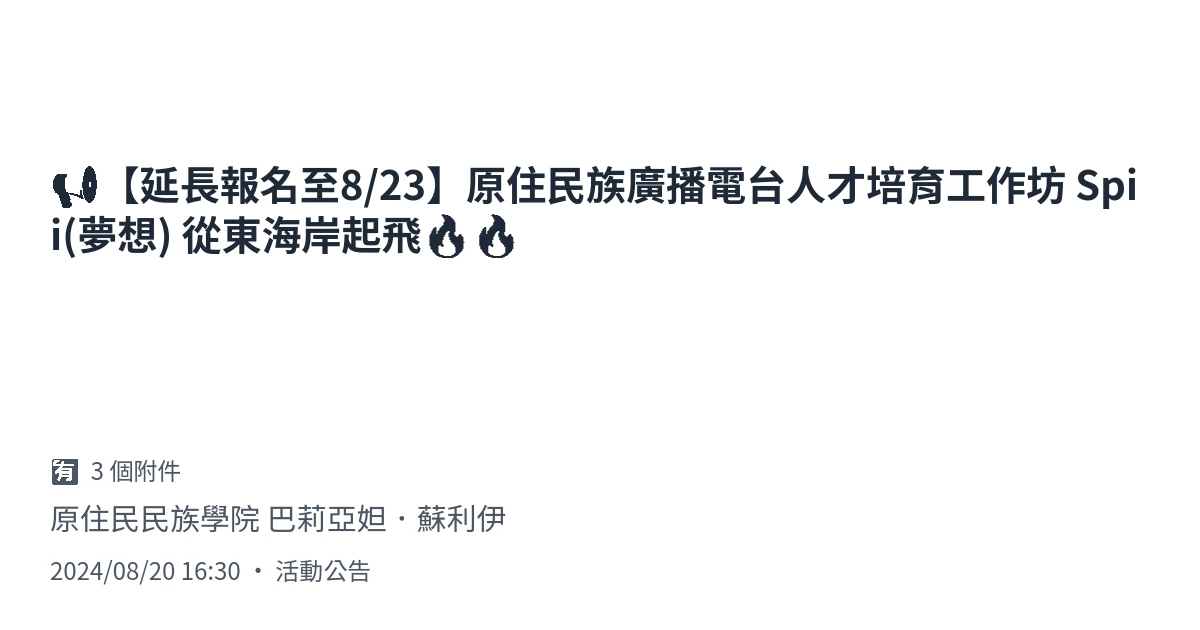 📢【延長報名至8/23】原住民族廣播電台人才培育工作坊 Spi
i(夢想) 從東海岸起飛🔥🔥
🈶 3 個附件
原住民民族學院 巴莉亞妲・蘇利伊
2024/08/20 16:30 ・ 活動公告